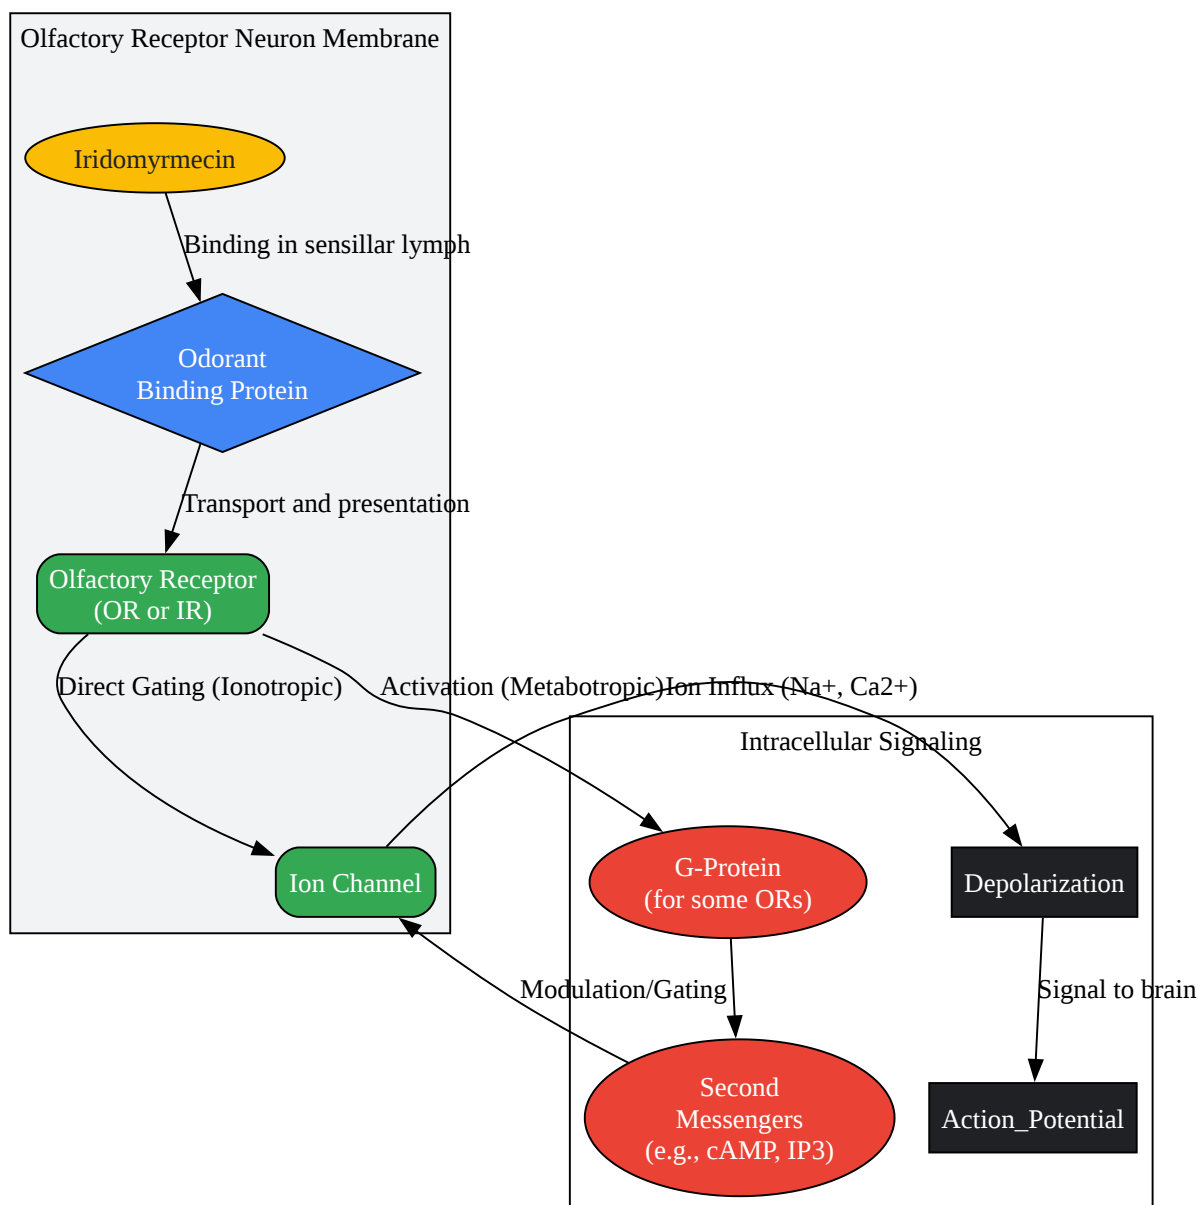 Olfactory Receptor Neuron Membrane
Iridomyrmecin
Binding in sensillar lymph
Odorant
Binding Protein
Transport and presentation
Olfactory Receptor
(OR or IR)
Direct Gating (Ionotropic)
Activation (Metabotropic)
Ion Influx (Na+, Ca2+)
Intracellular Signaling
Ion Channel
G-Protein
(for some ORs)
Depolarization
Modulation/Gating
Signal to brain
Second
Messengers
(e.g., cAMP, IP3)
Action_Potential